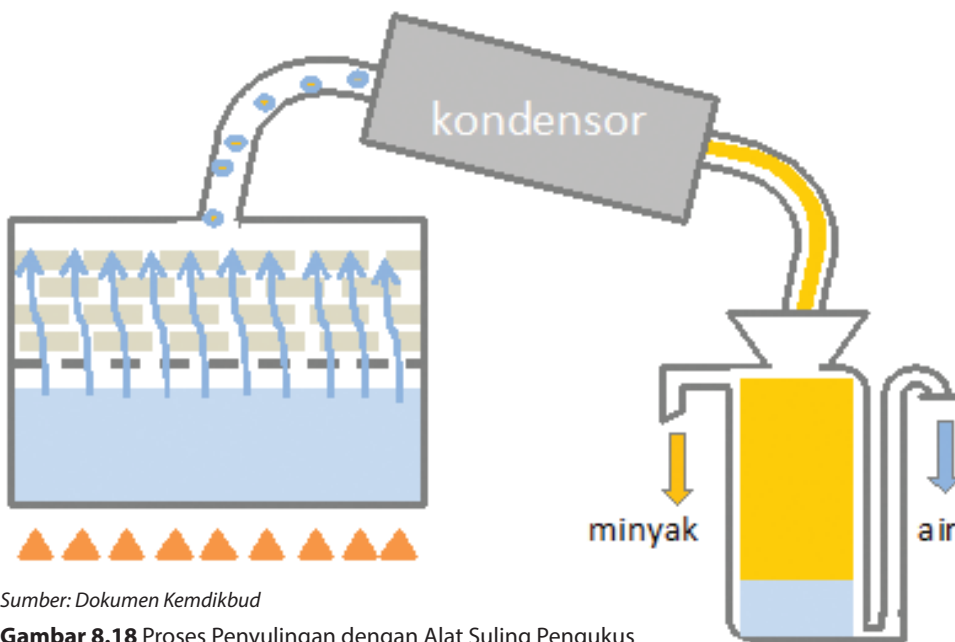 kondensor
minyak
air
Sumber: Dokumen Kemdikbud
Gambar 8.18 Proses Penyulingan dengan Alat Suling Pengukus